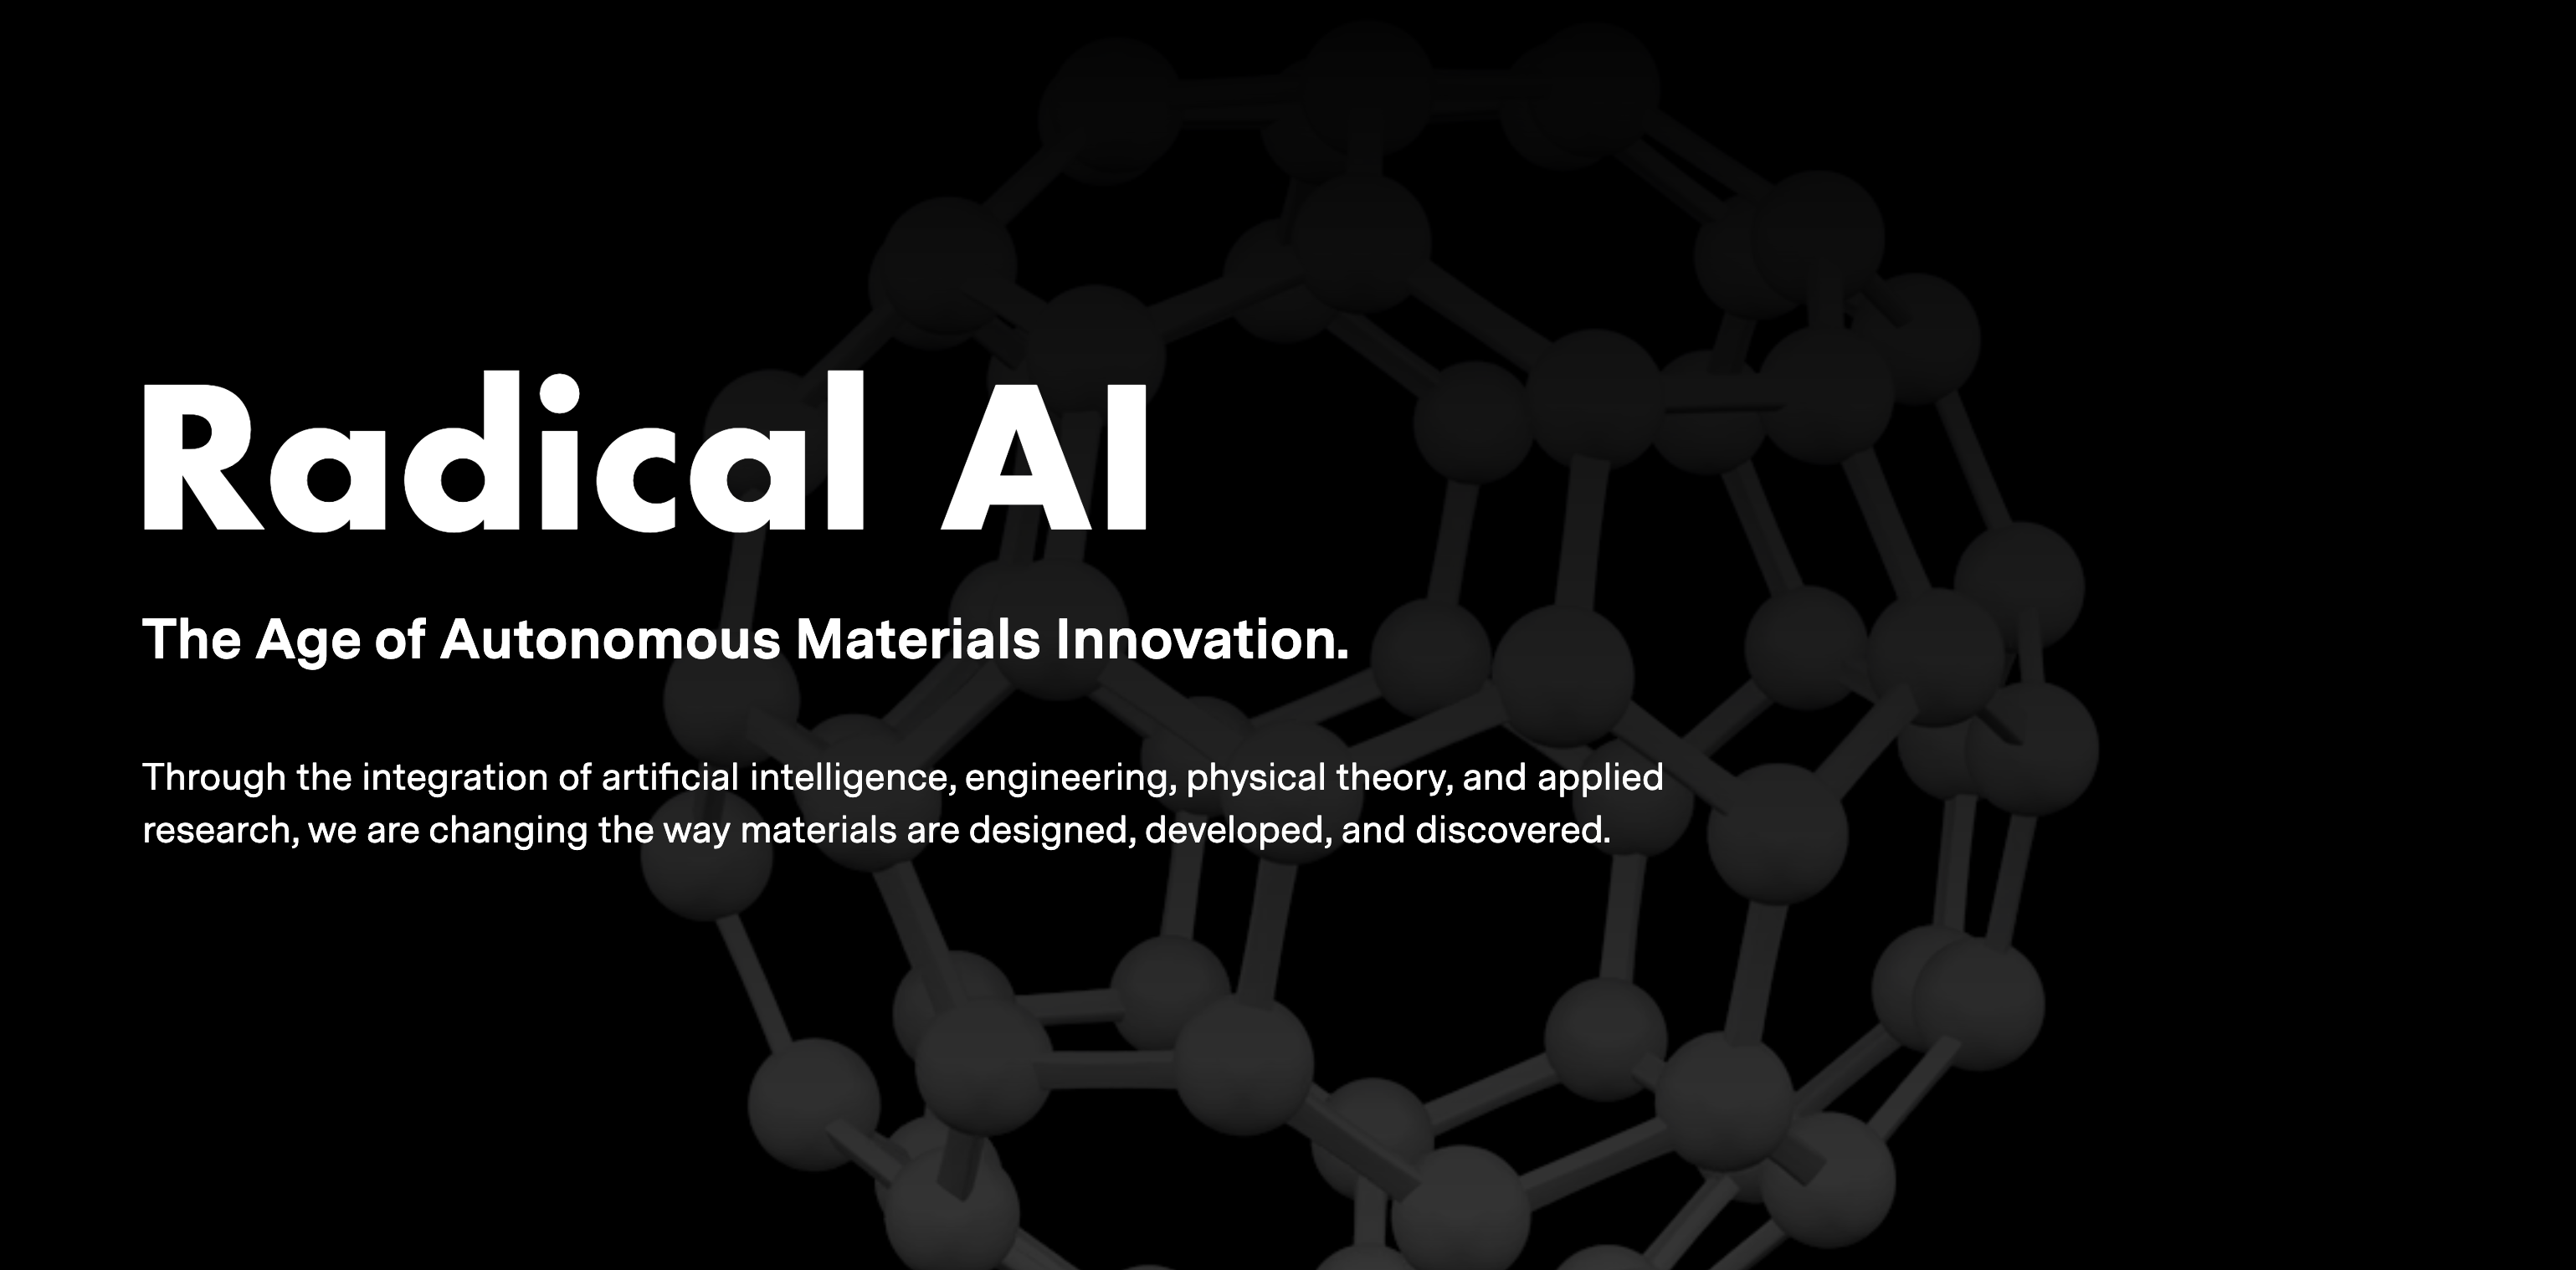 Radical AI
The Age of Autonomous Materials Innovation.
Through the integration of artificial intelligence, engineering, physical theory, and applied
research, we are changing the way materials are designed, developed, and discovered.